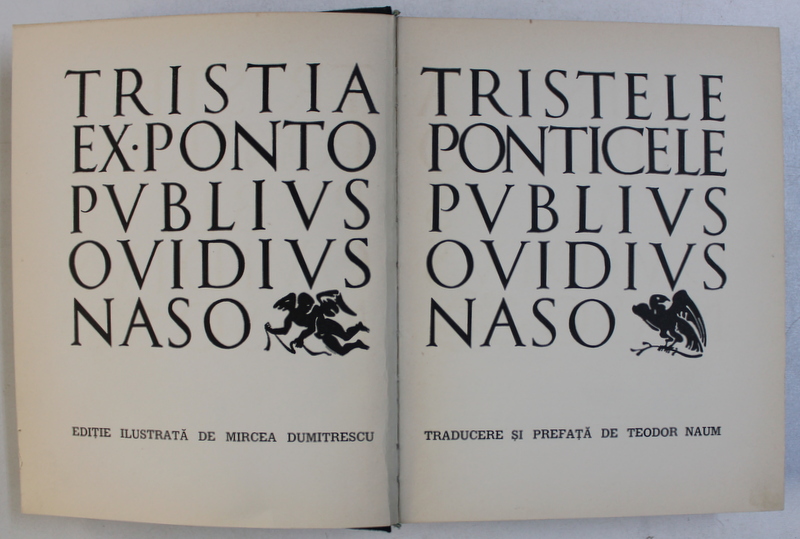 TRISTIA
EX·PONTO
PVBLIVS
OVIDIVS
NASO
EDIȚIE ILUSTRATĂ DE MIRCEA DUMITRESCU
TRISTELE
PONTICELE
PVBLIVS
OVIDIVS
NASO
TRADUCERE ȘI PREFAȚĂ DE TEODOR NAUM